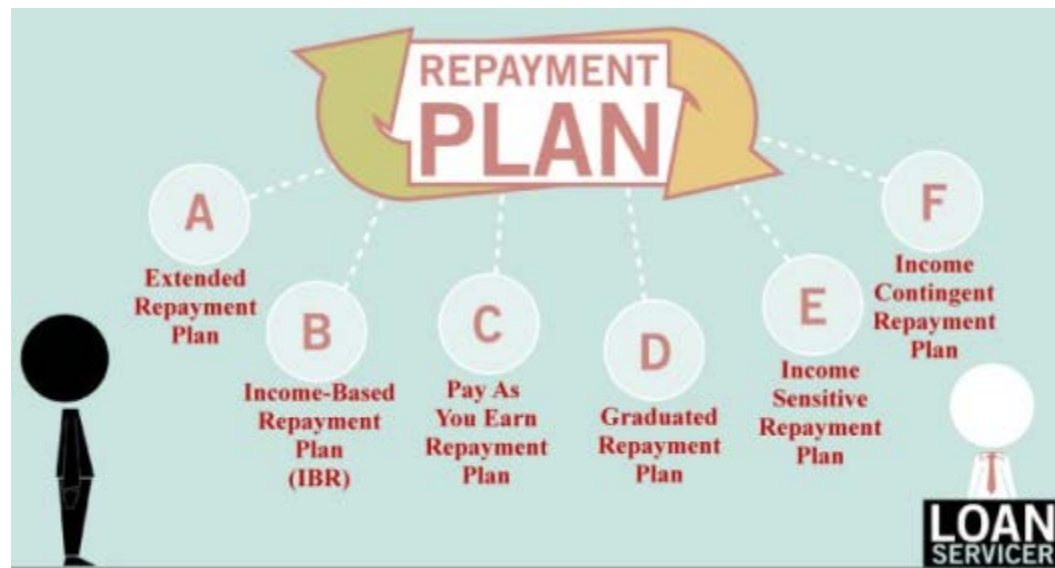 REPAYMENT
PLAN
A
Extended
Repayment
Plan
B
Income-Based
Repayment
Plan
(IBR)
C
Pay As
You Earn
Repayment
Plan
D
Graduated
Repayment
Plan
E
Income
Sensitive
Repayment
Plan
F
Income
Contingent
Repayment
Plan
LOAN
SERVICER